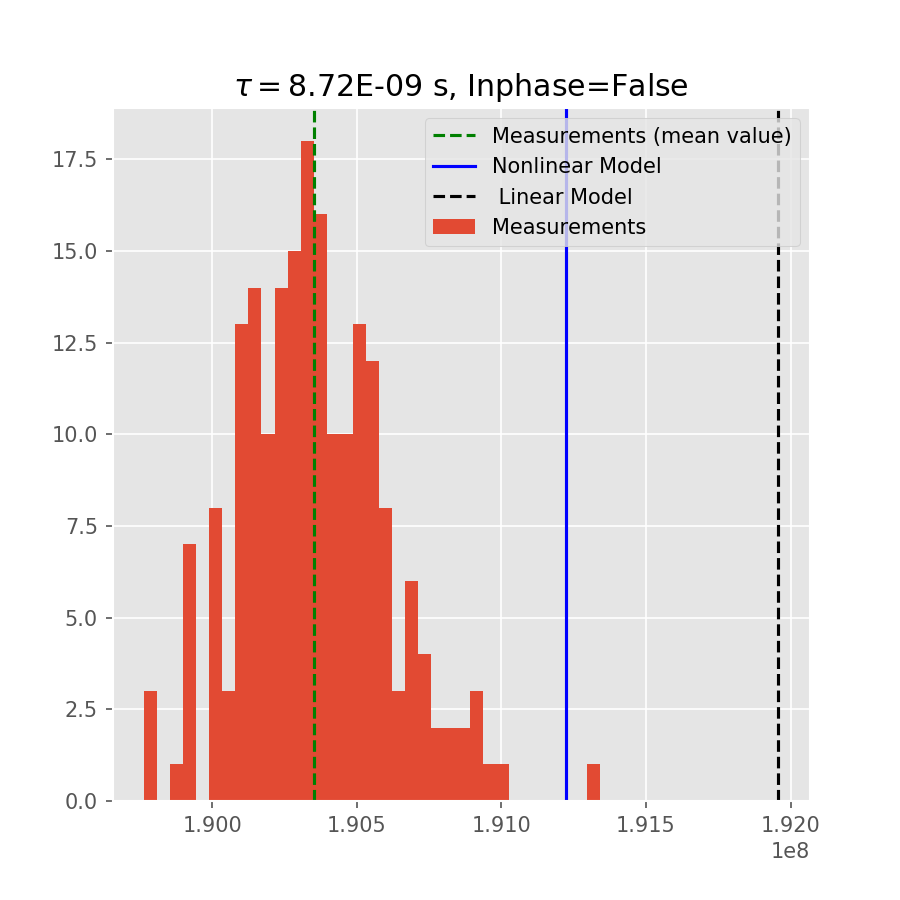 τ = 8.72E-09 s, Inphase=False
Measurements (mean value)
Nonlinear Model
Linear Model
Measurements
17.5
15.0
12.5
10.0
7.5
5.0
2.5
0.0
1.900 1.905 1.910 1.915 1.920
1e8